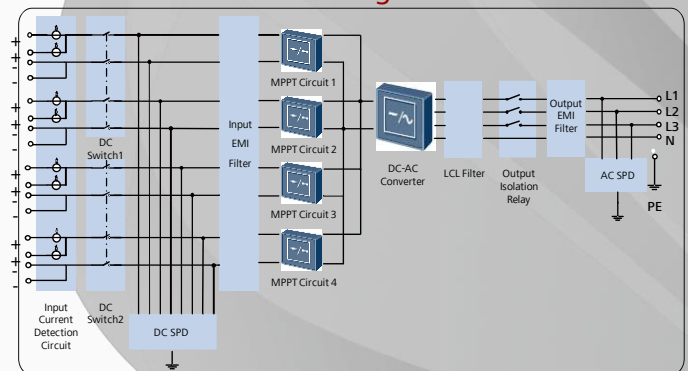 +
+
-
-
+
+
-
-
+
+
-
-
+
+
-
-
DC
Switch1
Input
EMI
Filter
MPPT Circuit 1
MPPT Circuit 2
MPPT Circuit 3
MPPT Circuit 4
DC-AC
Converter
LCL Filter
Output
Isolation
Relay
Output
EMI
Filter
L1
L2
L3
N
AC SPD
PE
Input
Current
Detection
Circuit
DC
Switch2
DC SPD